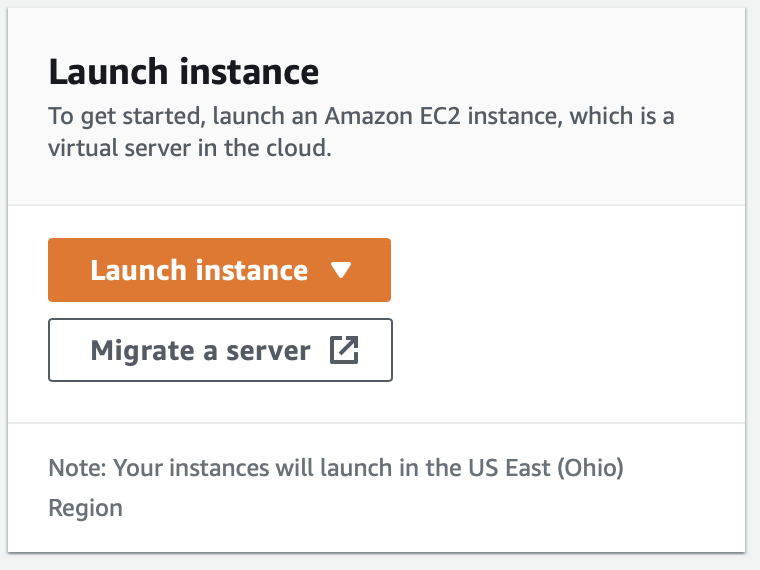 Launch instance
To get started, launch an Amazon EC2 instance, which is a
virtual server in the cloud.
Launch instance
Migrate a server
Note: Your instances will launch in the US East (Ohio)
Region